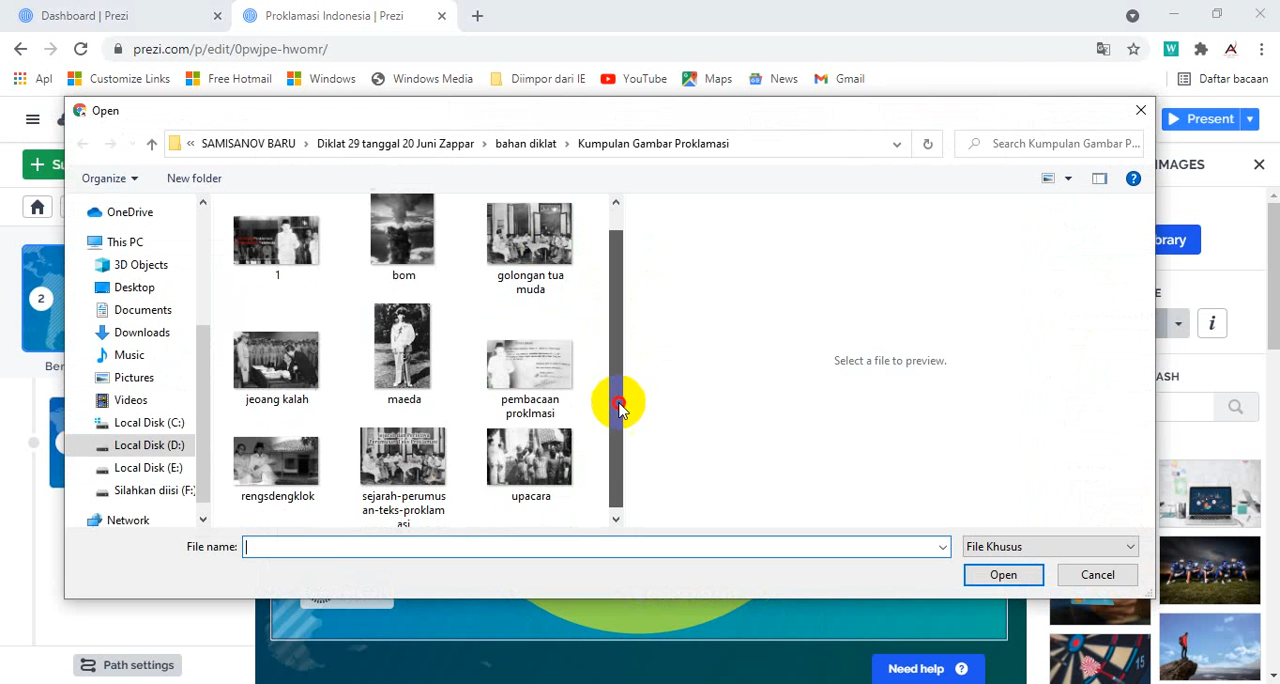 Dashboard | Prezi
Proklamasi Indonesia | Prezi
prezi.com/p/edit/0pwjpe-hwomr/
Apl
Customize Links
Free Hotmail
Windows
Windows Media
Diimpor dari IE
YouTube
Maps
News
Gmail
Daftar bacaan
Open
Present
« SAMISANOV BARU › Diklat 29 tanggal 20 Juni Zappar › bahan diklat › Kumpulan Gambar Proklamasi
Search Kumpulan Gambar P...
+ Su
IMAGES
Organize
New folder
OneDrive
This PC
3D Objects
Desktop
Documents
Downloads
Music
Pictures
Videos
Local Disk (C:)
Local Disk (D:)
Local Disk (E:)
Silahkan diisi (F:)
Network
1
bom
golongan tua
muda
jeoang kalah
maeda
pembacaan
proklmasi
rengsdengklok
sejarah-perumus
an-teks-proklam
asi
upacara
Select a file to preview.
brary
E
i
ASH
2
Ber
File name:
File Khusus
Open
Cancel
Path settings
Need help ?